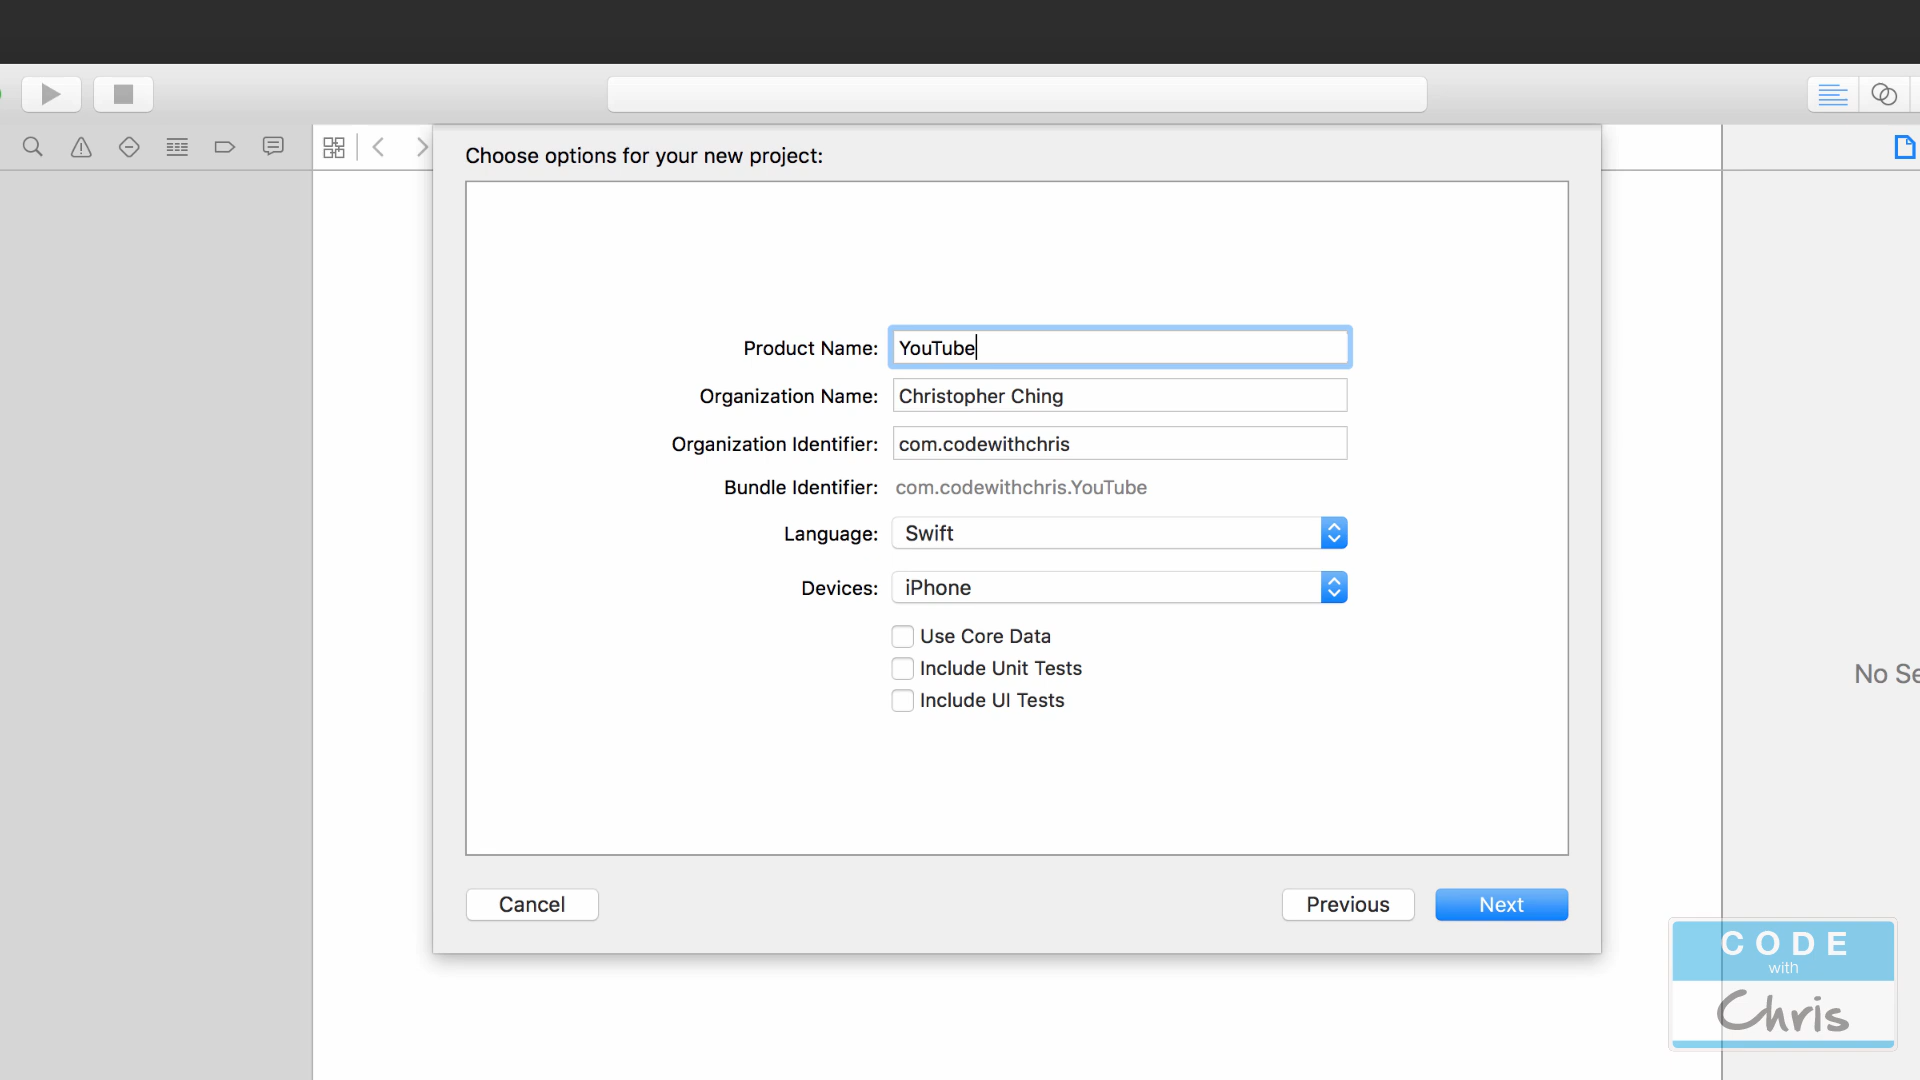 Choose options for your new project:
Product Name: YouTube
Organization Name: Christopher Ching
Organization Identifier: com.codewithchris
Bundle Identifier: com.codewithchris.YouTube
Language: Swift
Devices: iPhone
Use Core Data
Include Unit Tests
No Se
Include UI Tests
Cancel Previous Next
CODE
with
Chris